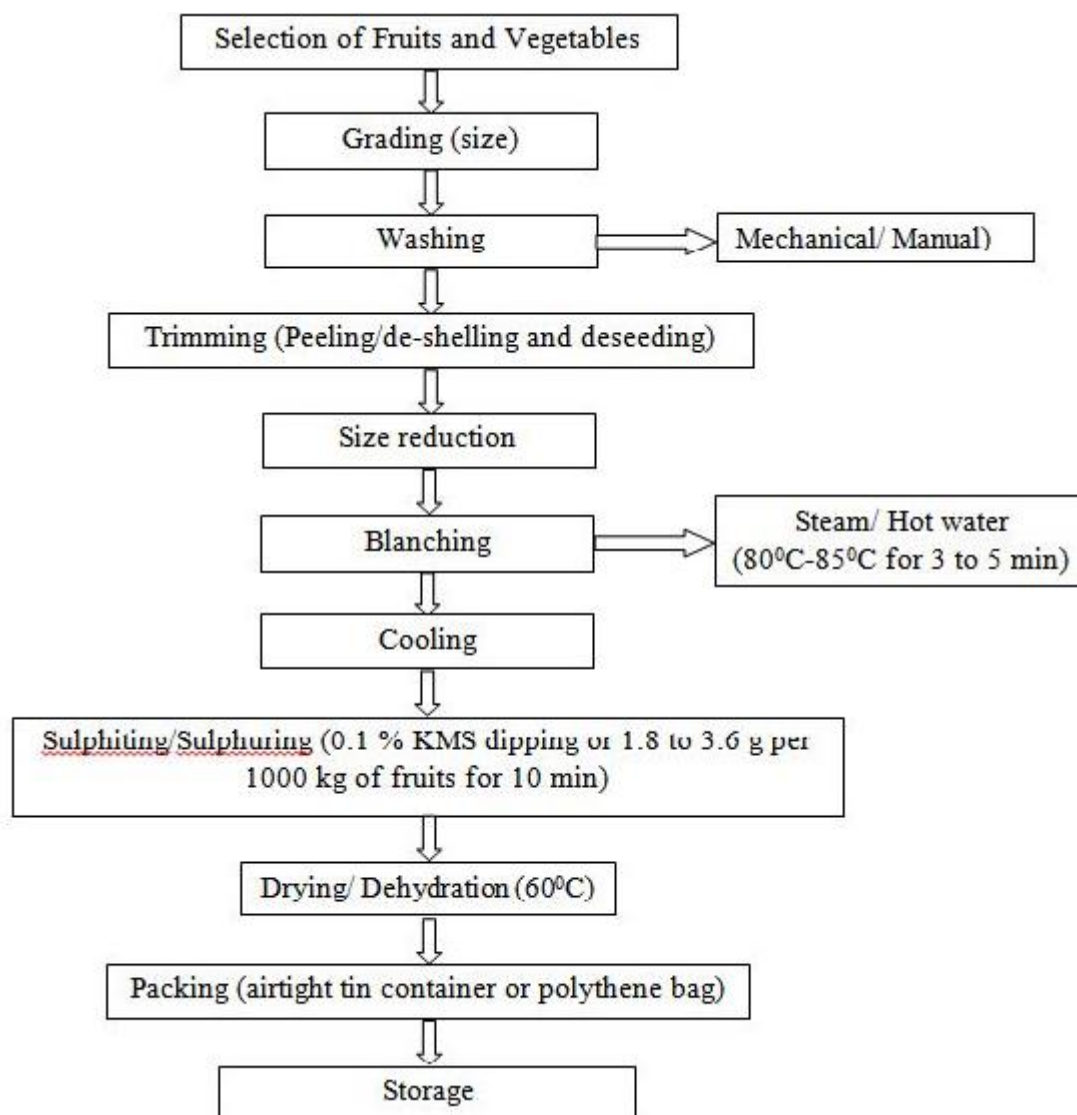 Selection of Fruits and Vegetables
Grading (size)
Washing
Mechanical/ Manual)
Trimming (Peeling/de-shelling and deseeding)
Size reduction
Blanching
Steam/ Hot water
(80⁰C-85⁰C for 3 to 5 min)
Cooling
Sulphiting/Sulphuring (0.1 % KMS dipping or 1.8 to 3.6 g per
1000 kg of fruits for 10 min)
Drying/ Dehydration (60⁰C)
Packing (airtight tin container or polythene bag)
Storage